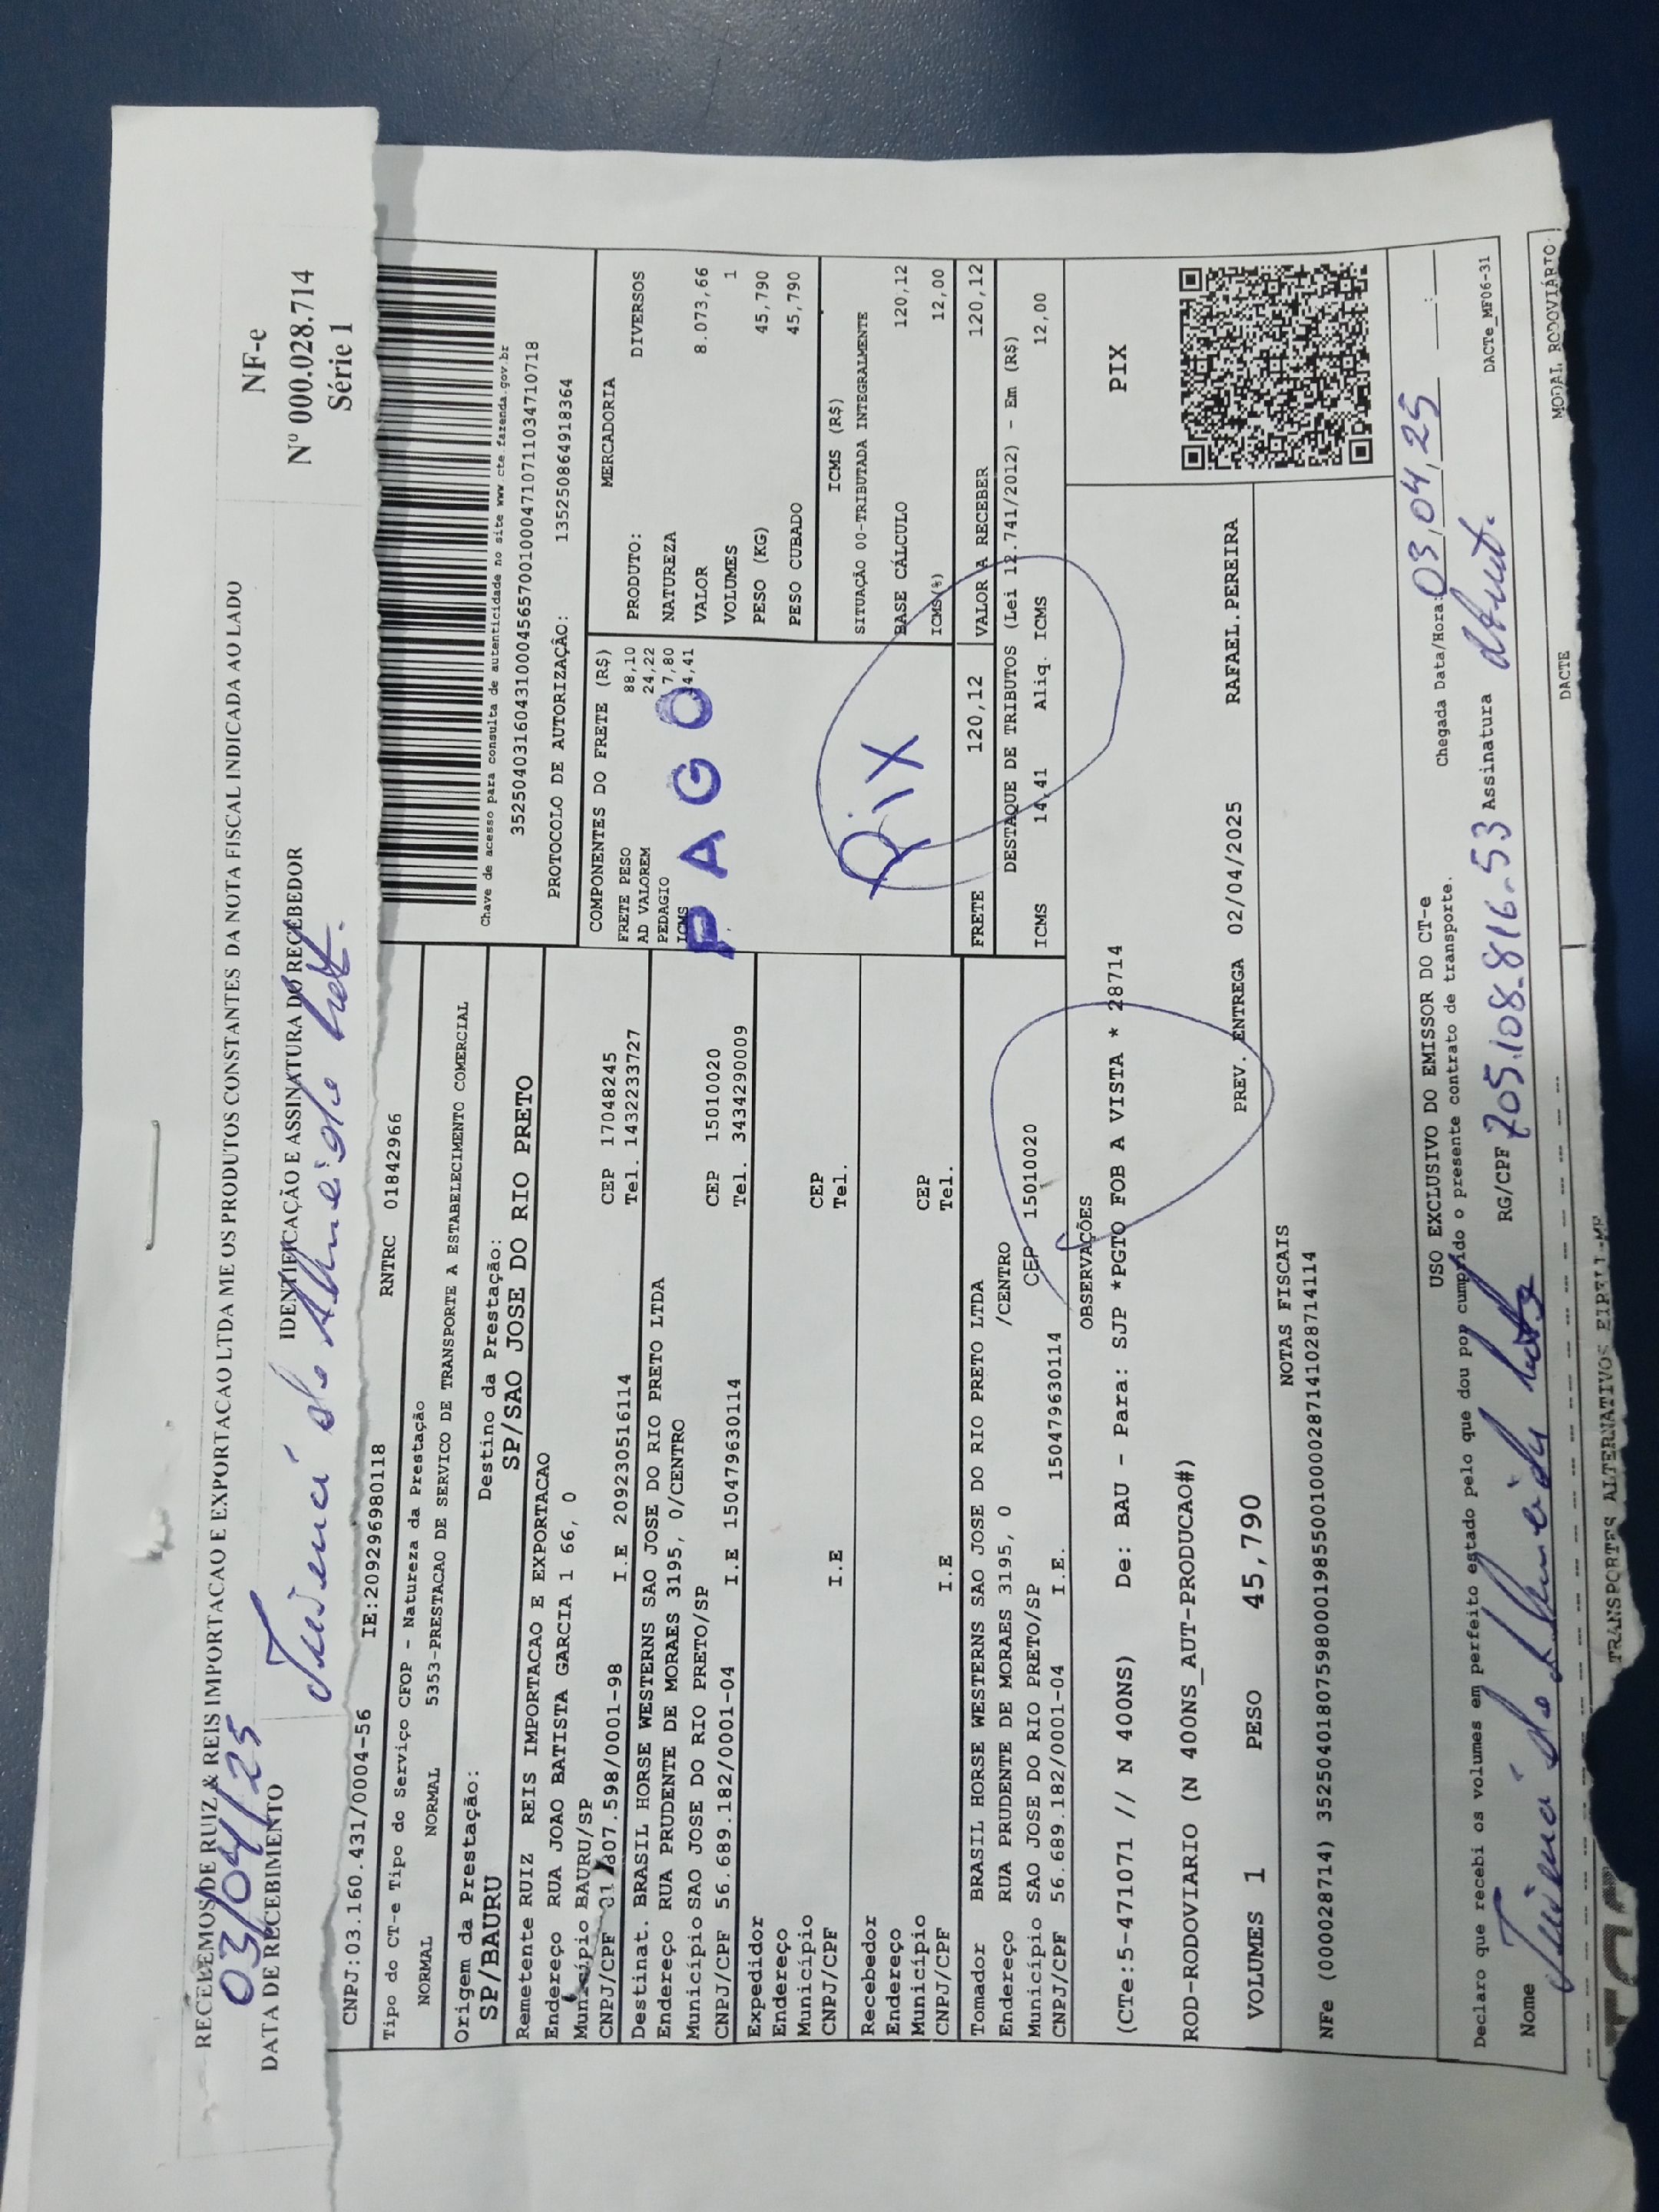 RECEBEMOS DE RUIZ & REIS IMPORTACAO E EXPORTACAO LTDA ME OS PRODUTOS CONSTANTES DA NOTA FISCAL INDICADA AO LADO
NF-e
Nº 000.028.714
Série 1
03/04/25
DATA DE RECEBIMENTO
IDENTIFICAÇÃO E ASSINATURA DO RECEBEDOR
de Almeida
CNPJ:03.160.431/0004-56 IE:209296980118 RNTRC 01842966
Tipo do CT-e Tipo do Serviço CFOP - Natureza da Prestação
NORMAL NORMAL 5353-PRESTACAO DE SERVICO DE TRANSPORTE A ESTABELECIMENTO COMERCIAL
Origem da Prestação: Destino da Prestação:
SP/BAURU SP/SAO JOSE DO RIO PRETO
Chave de acesso para consulta de autenticidade no site www.cte.fazenda.gov.br
35250403160431000456570010004710711034710718
PROTOCOLO DE AUTORIZAÇÃO: 135250864918364
Remetente RUIZ REIS IMPORTACAO E EXPORTACAO
Endereço RUA JOAO BATISTA GARCIA 1 66, 0
Município BAURU/SP CEP 17048245
CNPJ/CPF 01.807.598/0001-98 I.E 209230516114 Tel. 1432233727
Destinat. BRASIL HORSE WESTERNS SAO JOSE DO RIO PRETO LTDA
Endereço RUA PRUDENTE DE MORAES 3195, 0/CENTRO
Município SAO JOSE DO RIO PRETO/SP CEP 15010020
CNPJ/CPF 56.689.182/0001-04 I.E 150479630114 Tel. 3434290009
Expedidor
Endereço
Município CEP
CNPJ/CPF I.E Tel.
Recebedor
Endereço
Município CEP
CNPJ/CPF I.E Tel.
Tomador BRASIL HORSE WESTERNS SAO JOSE DO RIO PRETO LTDA
Endereço RUA PRUDENTE DE MORAES 3195, 0 /CENTRO
Município SAO JOSE DO RIO PRETO/SP CEP 15010020
CNPJ/CPF 56.689.182/0001-04 I.E. 150479630114
COMPONENTES DO FRETE (R$)
FRETE PESO 88,10
AD VALOREM 24,22
PEDAGIO 7,80
ICMS 14,41
PAGO
PIX
MERCADORIA
PRODUTO: DIVERSOS
NATUREZA
VALOR 8.073,66
VOLUMES 1
PESO (KG) 45,790
PESO CUBADO 45,790
ICMS (R$)
SITUAÇÃO 00-TRIBUTADA INTEGRALMENTE
BASE CÁLCULO 120,12
ICMS(%) 12,00
FRETE 120,12 VALOR A RECEBER 120,12
DESTAQUE DE TRIBUTOS (Lei 12.741/2012) - Em (R$)
ICMS 14,41 Aliq. ICMS 12,00
OBSERVAÇÕES
(CTe:5-471071 // N 400NS) De: BAU - Para: SJP *PGTO FOB A VISTA * 28714
PIX
ROD-RODOVIARIO (N 400NS_AUT-PRODUCAO#)
VOLUMES 1 PESO 45,790 PREV. ENTREGA 02/04/2025 RAFAEL.PEREIRA
NOTAS FISCAIS
NFe (000028714) 35250401807598000198550010000287141028714114
USO EXCLUSIVO DO EMISSOR DO CT-e
Declaro que recebi os volumes em perfeito estado pelo que dou por cumprido o presente contrato de transporte.
Chegada Data/Hora: 03,04,25 :
Nome de Almeida RG/CPF 705.108.816-53 Assinatura
DACTe_MF06-31
DACTE MODAL RODOVIÁRTO
TRANSPORTES ALTERNATIVOS EIRELI-ME